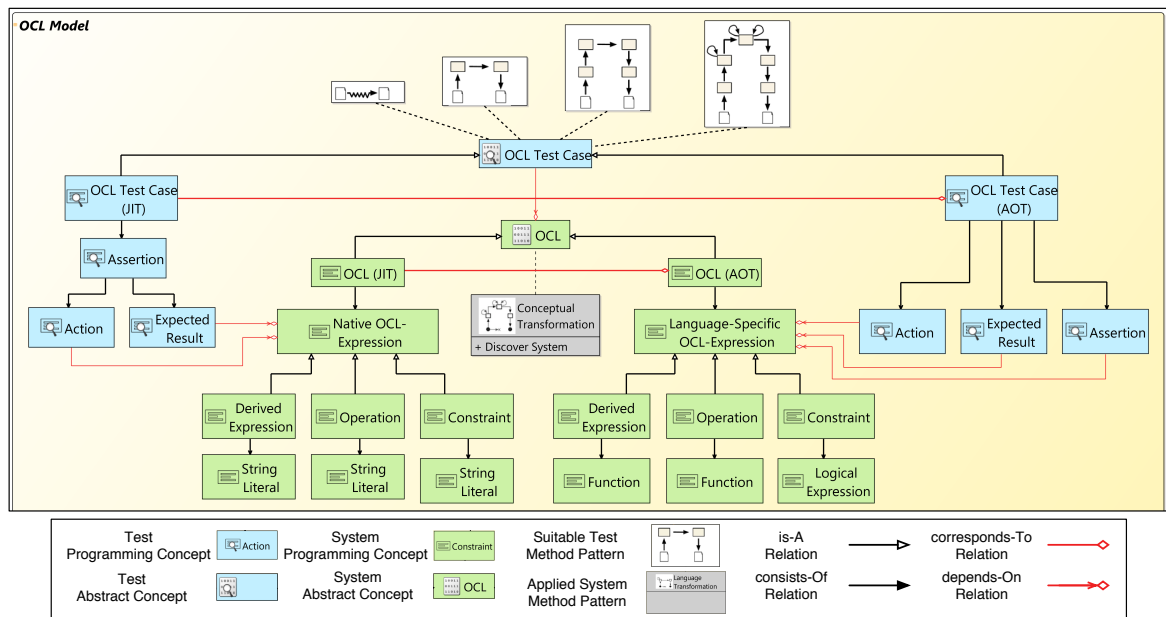 OCL Model
OCL Test Case
OCL Test Case
(JIT)
OCL Test Case
(AOT)
10011
00111
11010
OCL
Assertion
OCL (JIT)
OCL (AOT)
Conceptual
Transformation
+ Discover System
Action
Expected
Result
Native OCL-
Expression
Language-Specific
OCL-Expression
Action
Expected
Result
Assertion
Derived
Expression
Operation
Constraint
Derived
Expression
Operation
Constraint
String
Literal
String
Literal
String
Literal
Function
Function
Logical
Expression
Test
Programming Concept
Action
System
Programming Concept
Constraint
Suitable Test
Method Pattern
is-A
Relation
corresponds-To
Relation
Test
Abstract Concept
System
Abstract Concept
OCL
Applied System
Method Pattern
Language
Transformation
consists-Of
Relation
depends-On
Relation